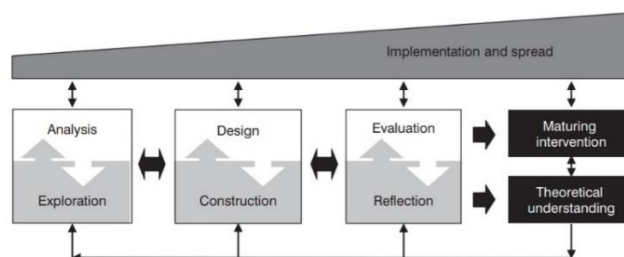 Implementation and spread
Analysis
Exploration
Design
Construction
Evaluation
Reflection
Maturing
intervention
Theoretical
understanding